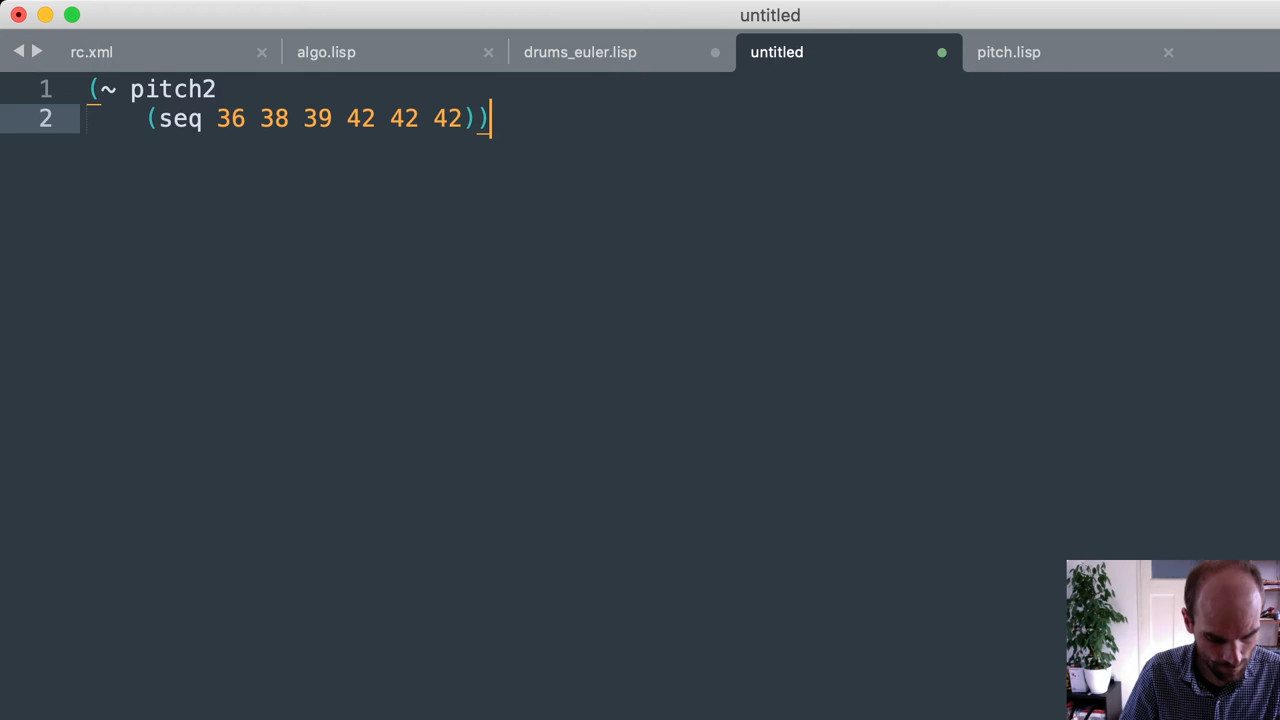 untitled
rc.xml
algo.lisp
drums_euler.lisp
untitled
pitch.lisp
1 (~ pitch2
2 (seq 36 38 39 42 42 42))